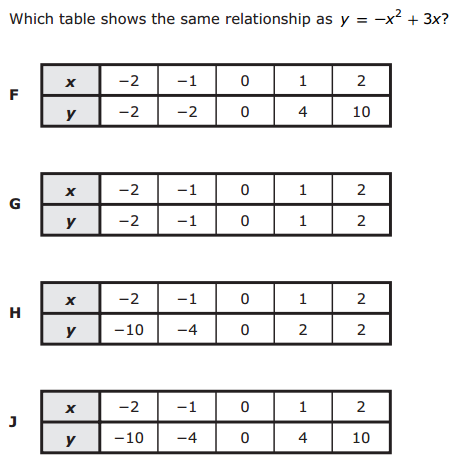 Which table shows the same relationship as y = −x² + 3x?
F
x −2 −1 0 1 2
y −2 −2 0 4 10
G
x −2 −1 0 1 2
y −2 −1 0 1 2
H
x −2 −1 0 1 2
y −10 −4 0 2 2
J
x −2 −1 0 1 2
y −10 −4 0 4 10